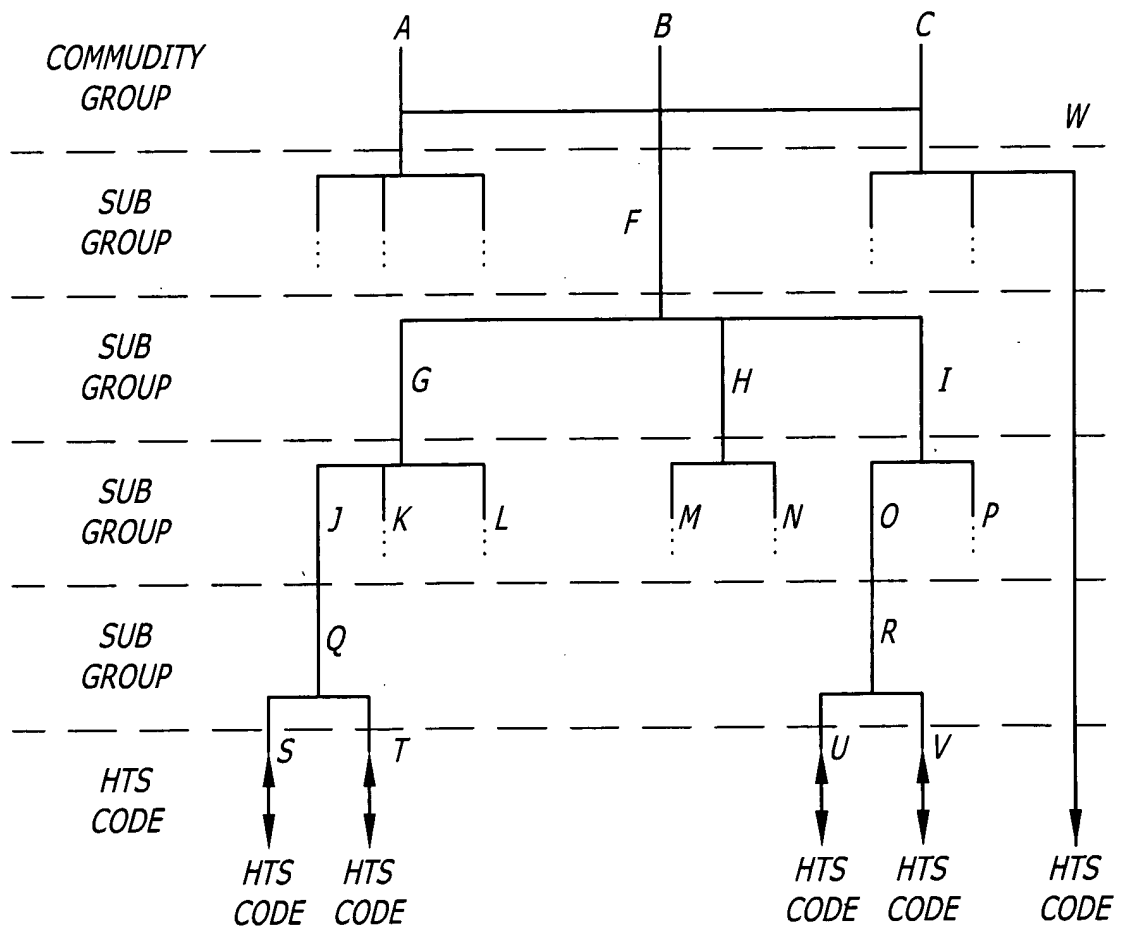 A B C
COMMUDITY
GROUP
W
SUB
GROUP
F
SUB
GROUP
G H I
SUB
GROUP
J K L M N O P
SUB
GROUP
Q R
S T U V
HTS
CODE
HTS HTS HTS HTS HTS
CODE CODE CODE CODE CODE